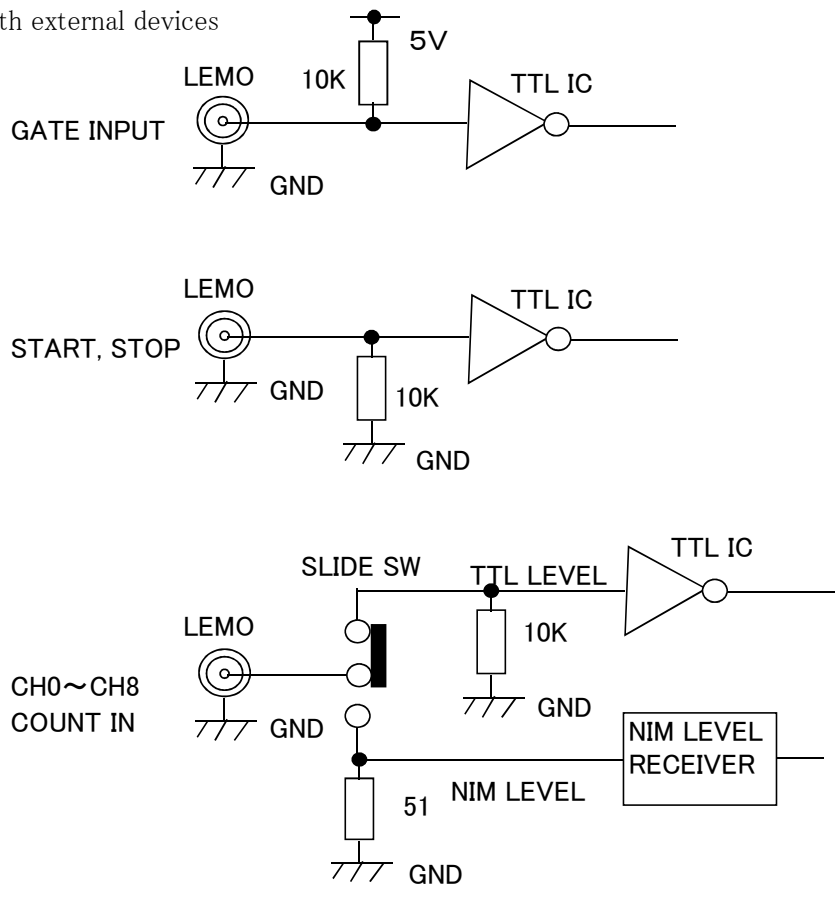 th external devices
5V
LEMO
10K
TTL IC
GATE INPUT
GND
LEMO
TTL IC
START, STOP
GND
10K
GND
SLIDE SW
TTL LEVEL
TTL IC
LEMO
10K
CH0～CH8
COUNT IN
GND
GND
NIM LEVEL
RECEIVER
51
NIM LEVEL
GND